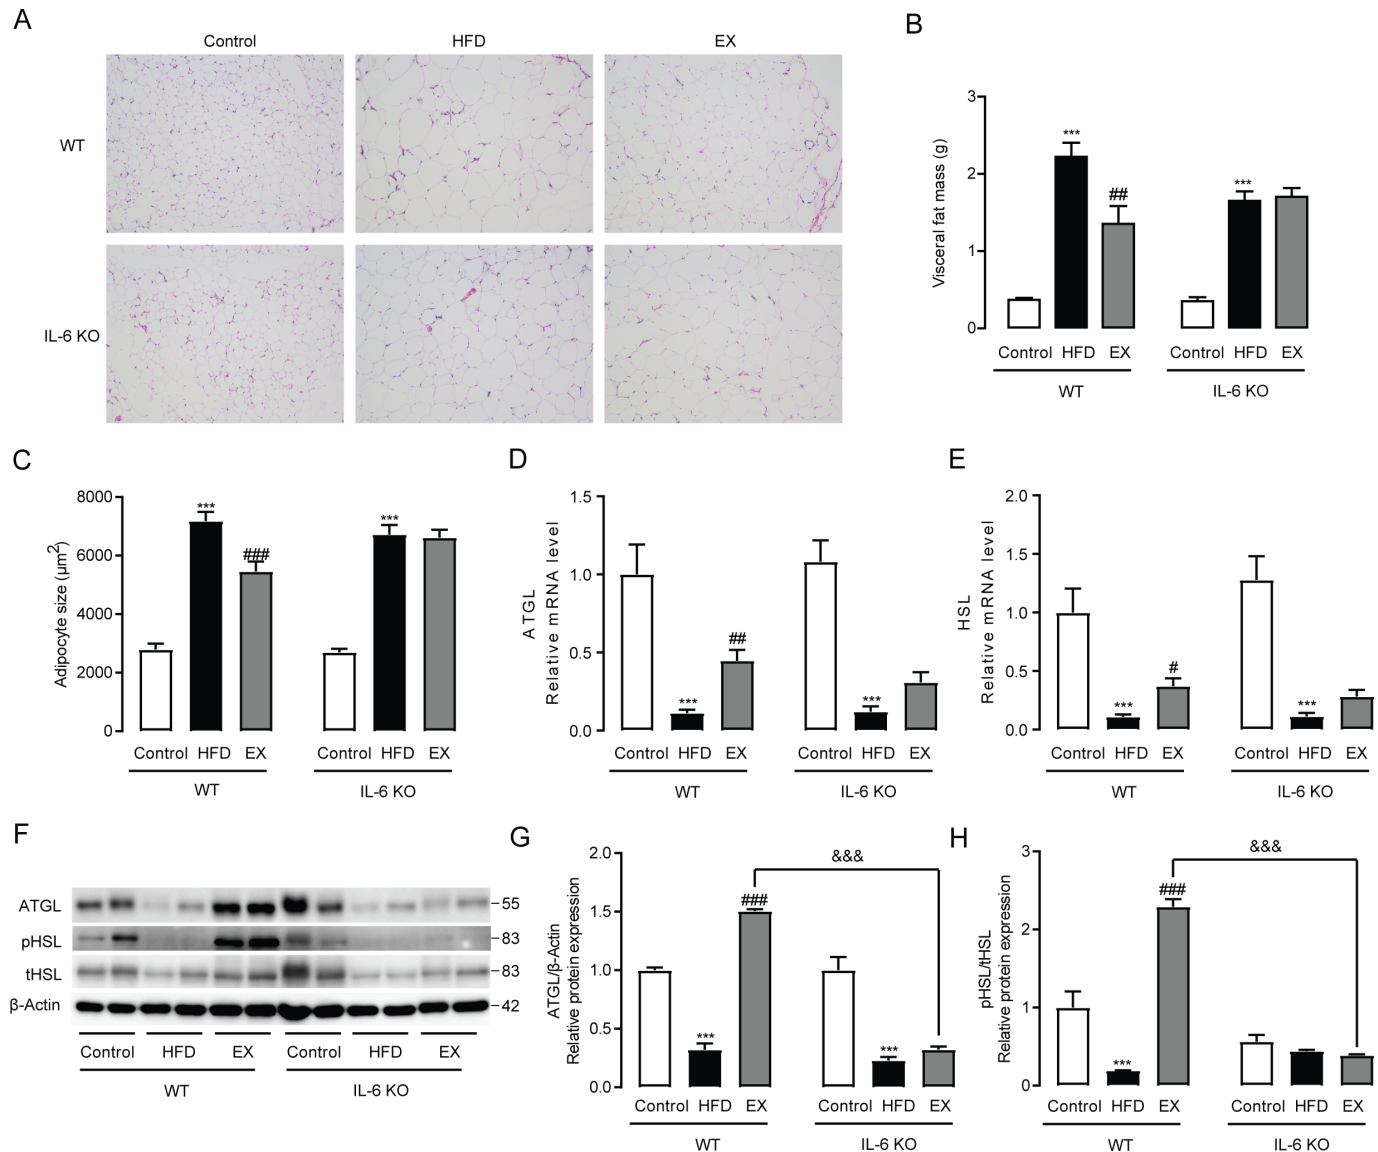 A
Control HFD EX
WT
IL-6 KO
B
Visceral fat mass (g)
3
2
1
0
***
##
***
Control HFD EX Control HFD EX
WT IL-6 KO
C
Adipocyte size (µm2)
8000
6000
4000
2000
0
***
###
***
Control HFD EX Control HFD EX
WT IL-6 KO
D
ATGL
Relative mRNA level
1.5
1.0
0.5
0.0
***
##
***
Control HFD EX Control HFD EX
WT IL-6 KO
E
HSL
Relative mRNA level
2.0
1.5
1.0
0.5
0.0
***
#
***
Control HFD EX Control HFD EX
WT IL-6 KO
F
ATGL 55
pHSL 83
tHSL 83
β-Actin 42
Control HFD EX Control HFD EX
WT IL-6 KO
G
ATGL/β-Actin
Relative protein expression
2.0
1.5
1.0
0.5
0.0
***
###
&&&
***
Control HFD EX Control HFD EX
WT IL-6 KO
H
pHSL/tHSL
Relative protein expression
3
2
1
0
***
###
&&&
Control HFD EX Control HFD EX
WT IL-6 KO